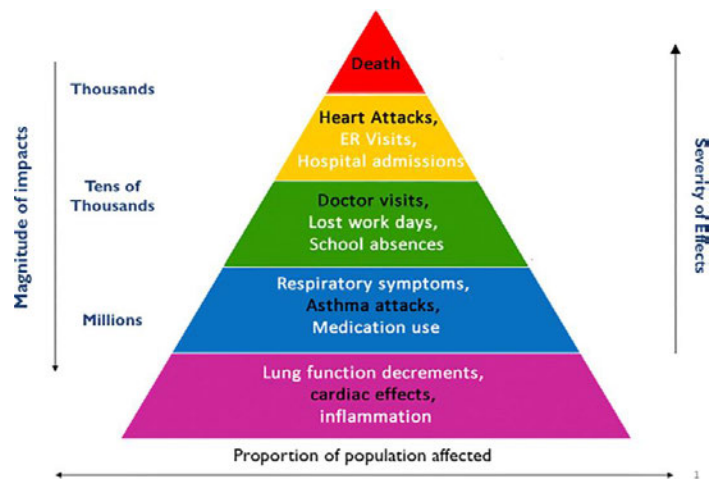 Death
Thousands
Heart Attacks,
ER Visits,
Hospital admissions
Tens of
Thousands
Doctor visits,
Lost work days,
School absences
Magnitude of impacts
Severity of Effects
Respiratory symptoms,
Asthma attacks,
Medication use
Millions
Lung function decrements,
cardiac effects,
inflammation
Proportion of population affected
1